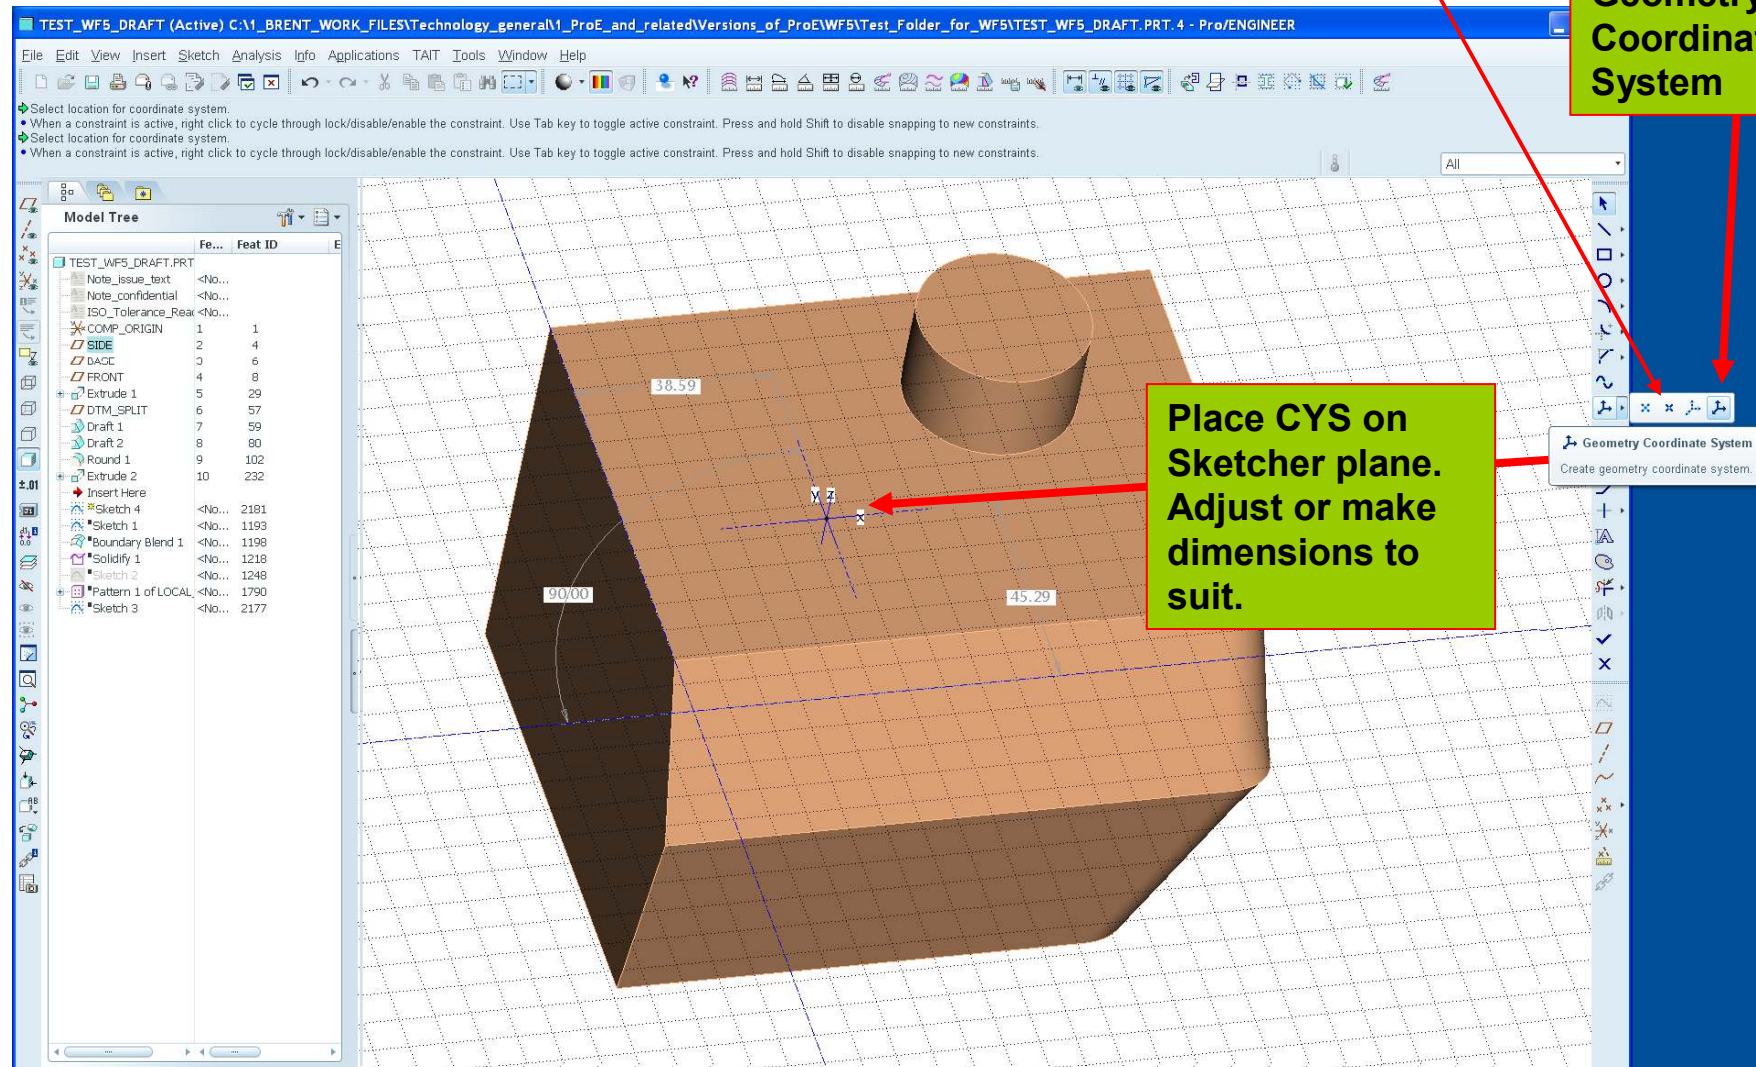 TEST_WF5_DRAFT (Active) C:\1_BRENT_WORK_FILES\Technology_general\1_ProE_and_related\Versions_of_ProE\WF5\Test_Folder_for_WF5\TEST_WF5_DRAFT.PRT.4 - Pro/ENGINEER
Geometry
Coordinat
System
File Edit View Insert Sketch Analysis Info Applications TAIT Tools Window Help
Select location for coordinate system.
• When a constraint is active, right click to cycle through lock/disable/enable the constraint. Use Tab key to toggle active constraint. Press and hold Shift to disable snapping to new constraints.
Select location for coordinate system.
• When a constraint is active, right click to cycle through lock/disable/enable the constraint. Use Tab key to toggle active constraint. Press and hold Shift to disable snapping to new constraints.
All
Model Tree
Fe... Feat ID E
TEST_WF5_DRAFT.PRT
Note_issue_text <No...
Note_confidential <No...
ISO_Tolerance_Read <No...
COMP_ORIGIN 1 1
SIDE 2 4
BASE 3 6
FRONT 4 8
Extrude 1 5 29
DTM_SPLIT 6 57
Draft 1 7 59
Draft 2 8 80
Round 1 9 102
Extrude 2 10 232
Insert Here
Sketch 4 <No... 2181
Sketch 1 <No... 1193
Boundary Blend 1 <No... 1198
Solidify 1 <No... 1218
Sketch 2 <No... 1248
Pattern 1 of LOCAL_ <No... 1790
Sketch 3 <No... 2177
38.59
y z
x
90.00
45.29
Place CYS on
Sketcher plane.
Adjust or make
dimensions to
suit.
Geometry Coordinate System
Create geometry coordinate system.